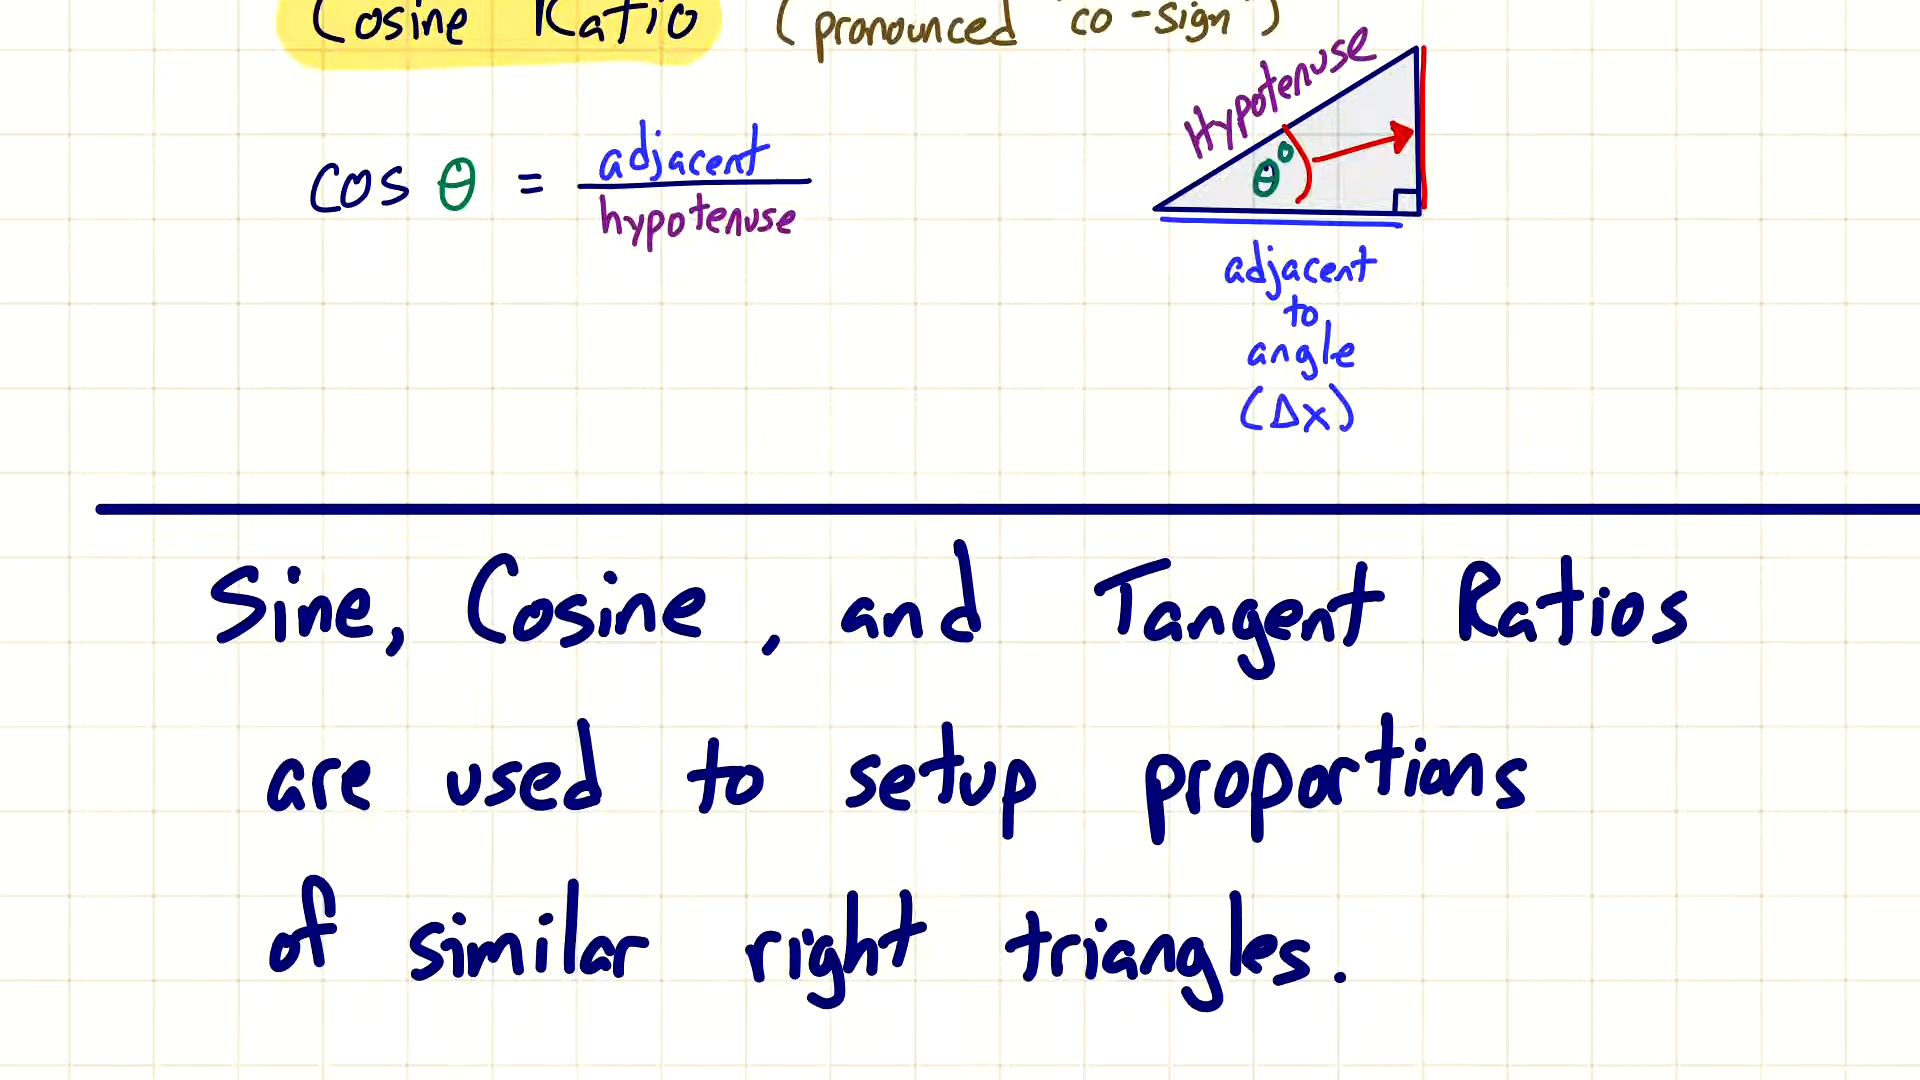 Cosine Ratio (pronounced "co-sign")
Hypotenuse
cos θ = adjacent
hypotenuse
θ°
adjacent
to
angle
(Δx)
Sine, Cosine, and Tangent Ratios
are used to setup proportions
of similar right triangles.